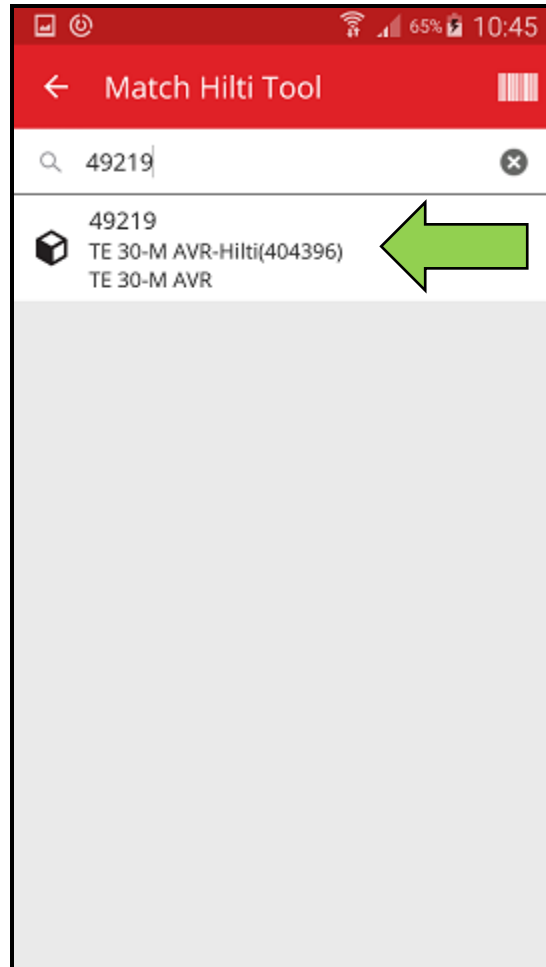 65% 10:45
Match Hilti Tool
49219
49219
TE 30-M AVR-Hilti(404396)
TE 30-M AVR